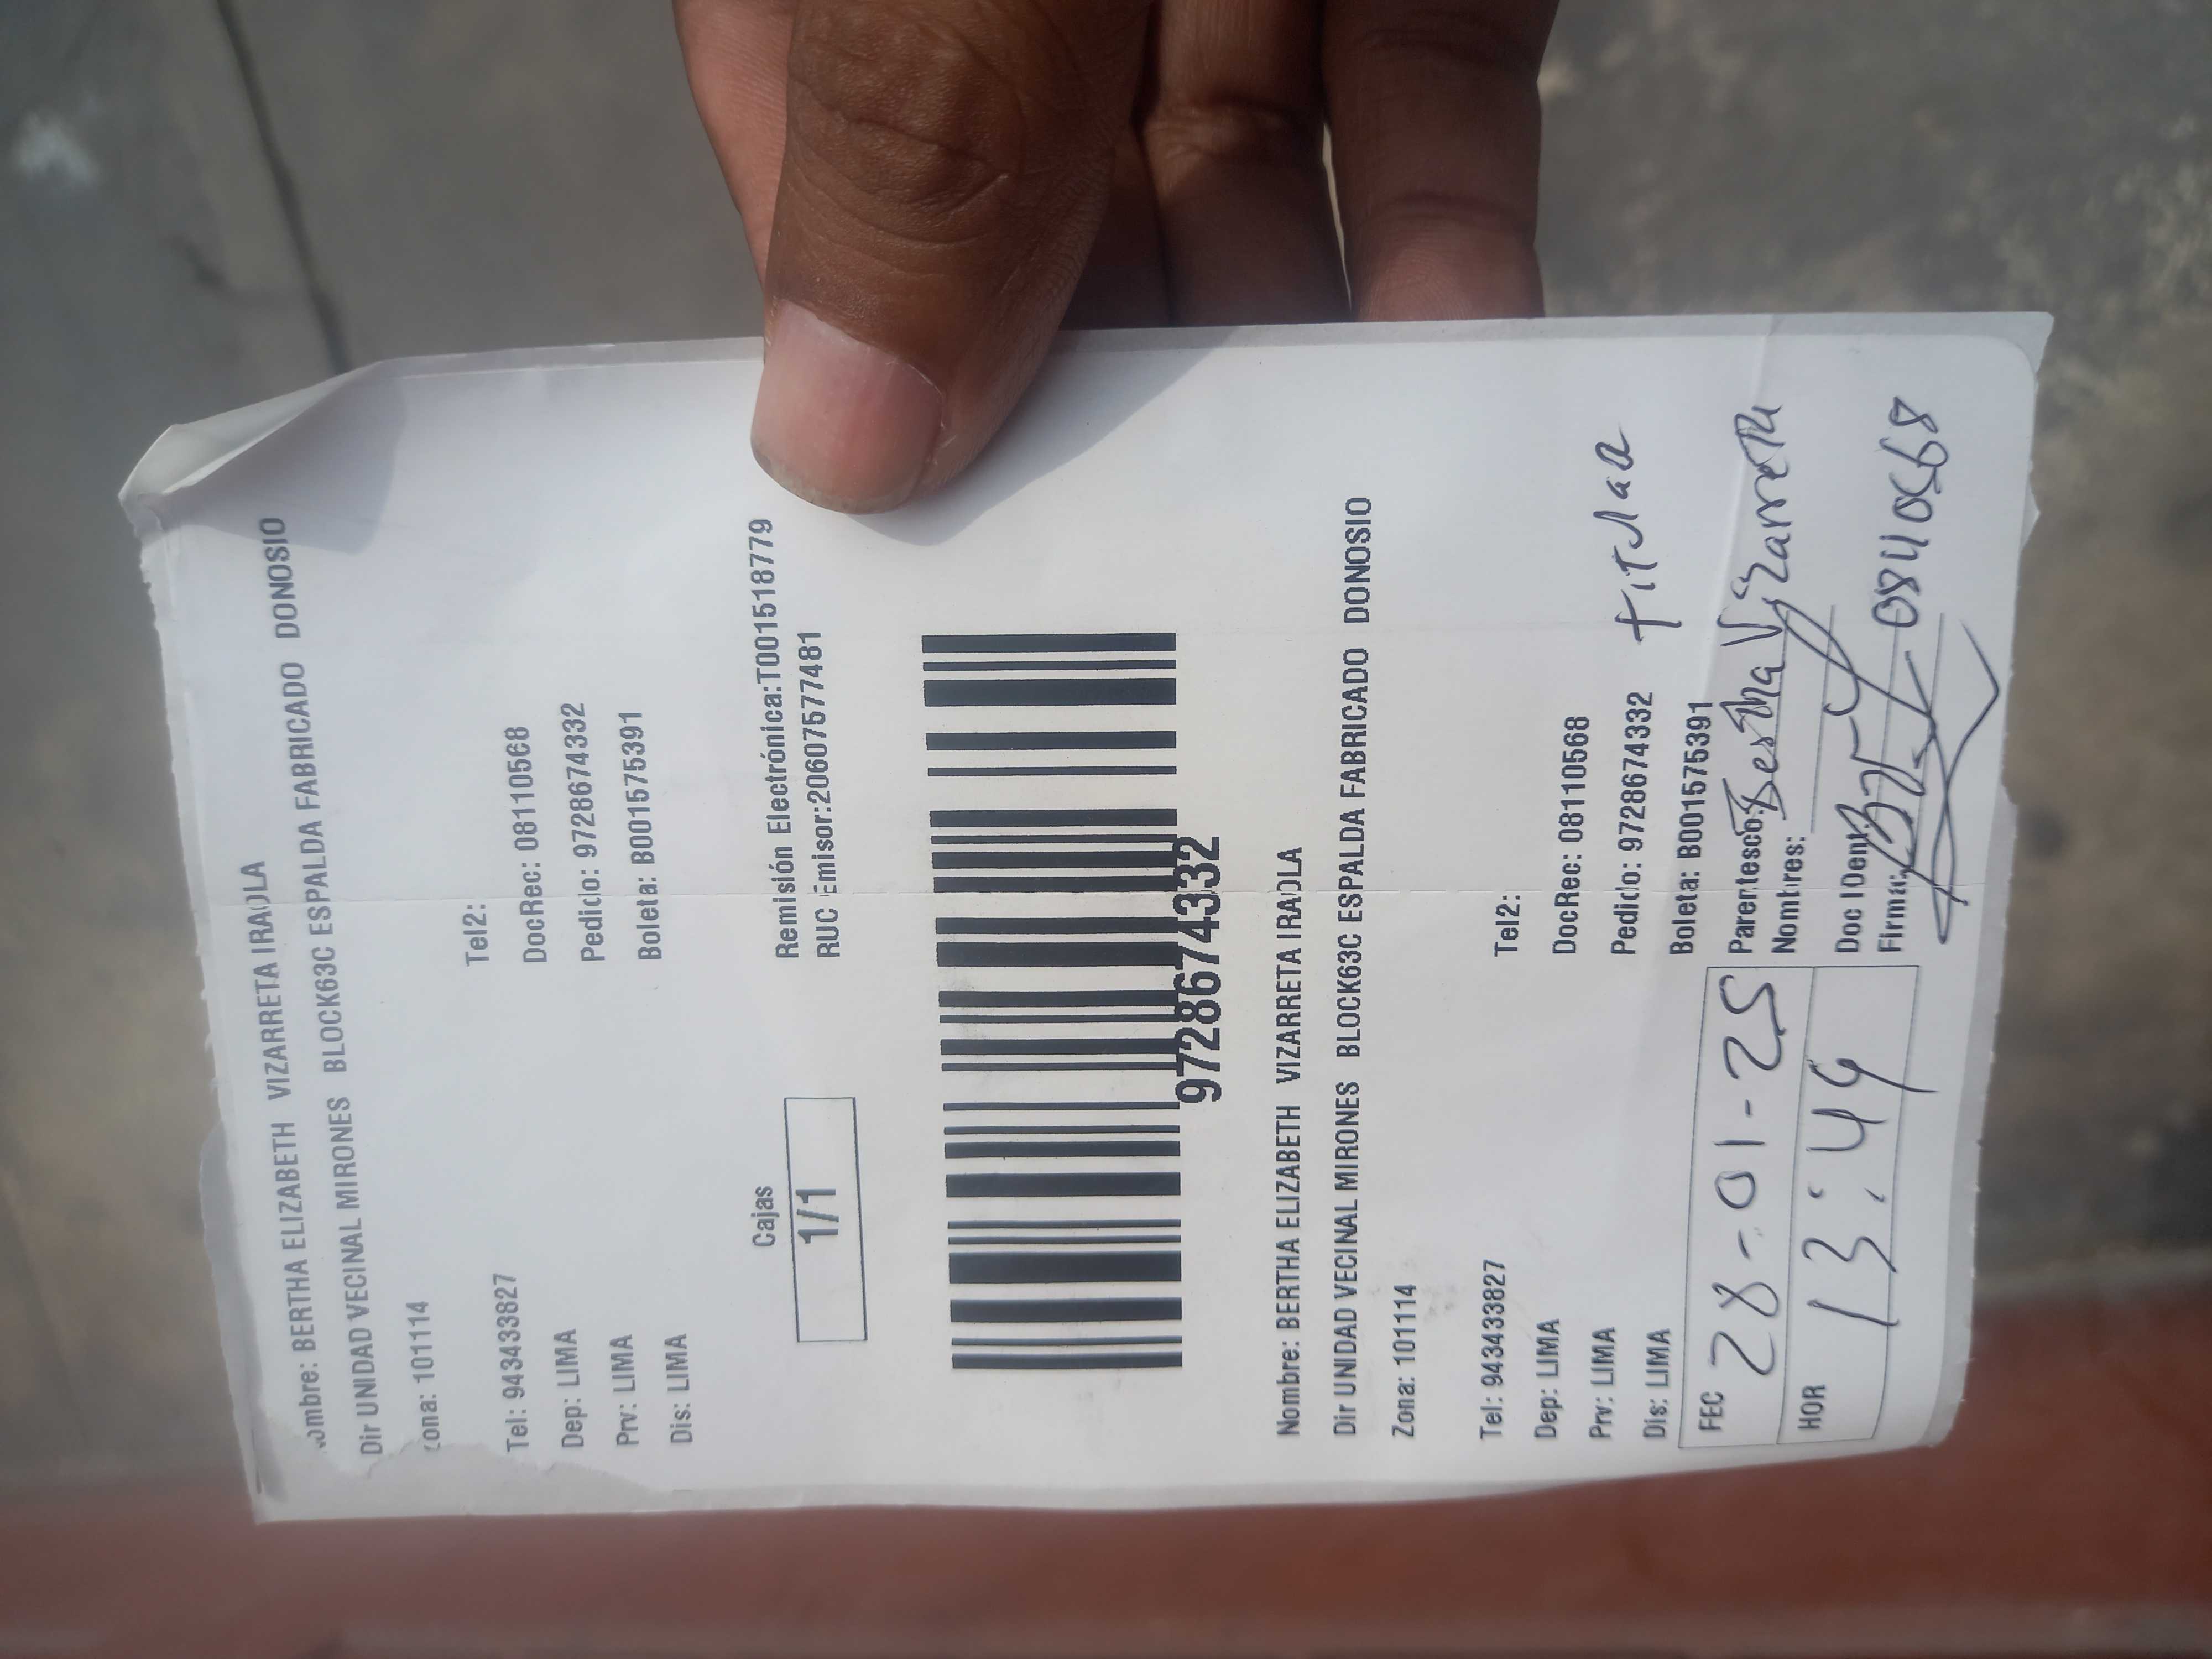 ombre: BERTHA ELIZABETH VIZARRETA IRAOLA
Dir UNIDAD VECINAL MIRONES BLOCK63C ESPALDA FABRICADO DONOSIO
zona: 101114
Tel: 943433827 Tel2:
Dep: LIMA DocRec: 08110568
Prv: LIMA Pedido: 9728674332
Dis: LIMA Boleta: B001575391
Cajas
1/1
Remisión Electrónica:T001518779
RUC Emisor:20607577481
9728674332
Nombre: BERTHA ELIZABETH VIZARRETA IRAOLA
Dir UNIDAD VECINAL MIRONES BLOCK63C ESPALDA FABRICADO DONOSIO
Zona: 101114
Tel: 943433827 Tel2:
Dep: LIMA DocRec: 08110568
Prv: LIMA Pedido: 9728674332 titular
Dis: LIMA Boleta: B001575391
FEC 28-01-25 Parentesco:
Nombres: Bertha Vizarreta
HOR 13:49 Doc IDent:
Firma: 08110568